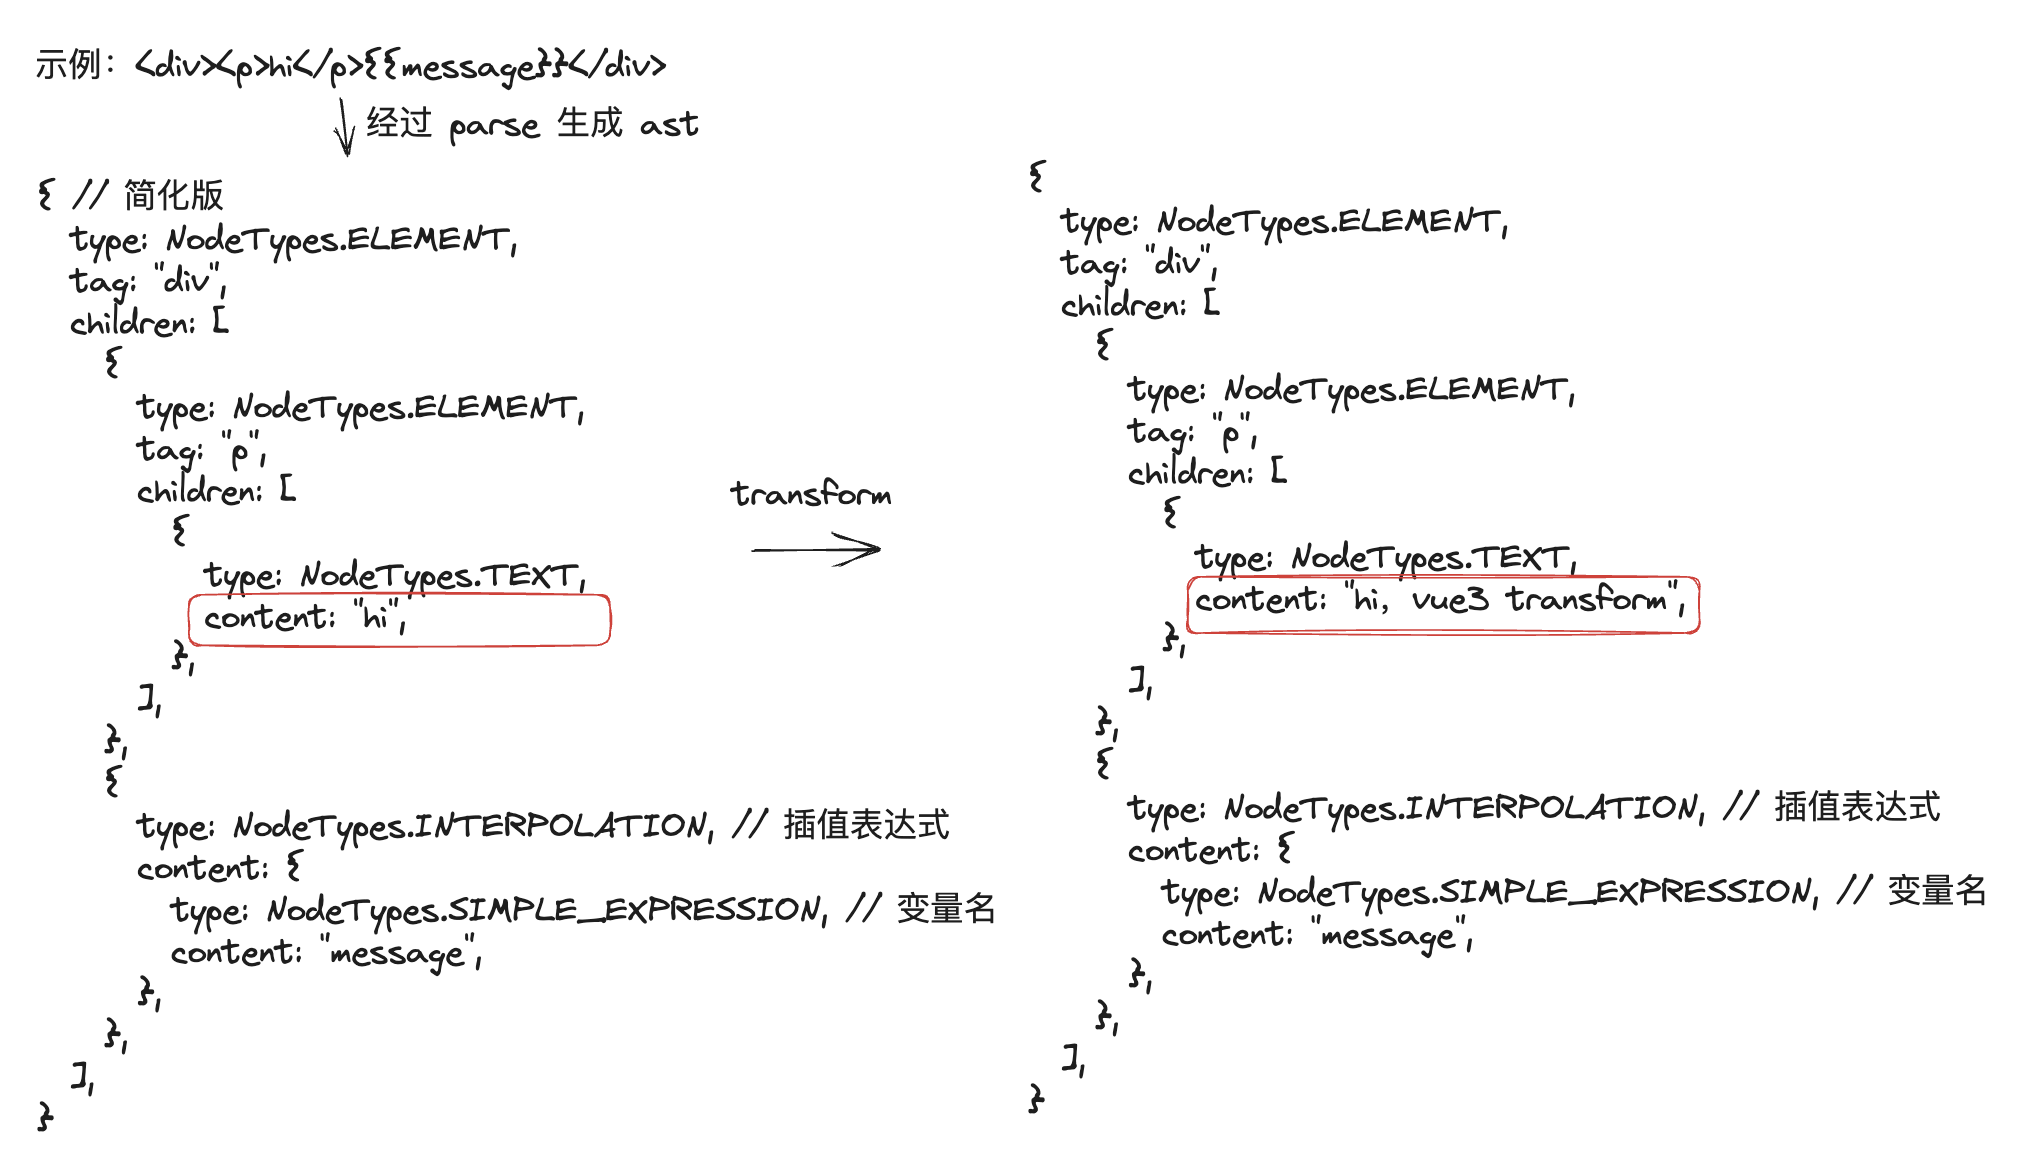 示例：<div><p>hi</p>{{message}}</div>
经过 parse 生成 ast
{ // 简化版
type: NodeTypes.ELEMENT,
tag: "div",
children: [
{
type: NodeTypes.ELEMENT,
tag: "p",
children: [
{
type: NodeTypes.TEXT,
content: "hi",
},
],
},
{
type: NodeTypes.INTERPOLATION, // 插值表达式
content: {
type: NodeTypes.SIMPLE_EXPRESSION, // 变量名
content: "message",
},
},
],
}
transform
{
type: NodeTypes.ELEMENT,
tag: "div",
children: [
{
type: NodeTypes.ELEMENT,
tag: "p",
children: [
{
type: NodeTypes.TEXT,
content: "hi, vue3 transform",
},
],
},
{
type: NodeTypes.INTERPOLATION, // 插值表达式
content: {
type: NodeTypes.SIMPLE_EXPRESSION, // 变量名
content: "message",
},
},
],
}